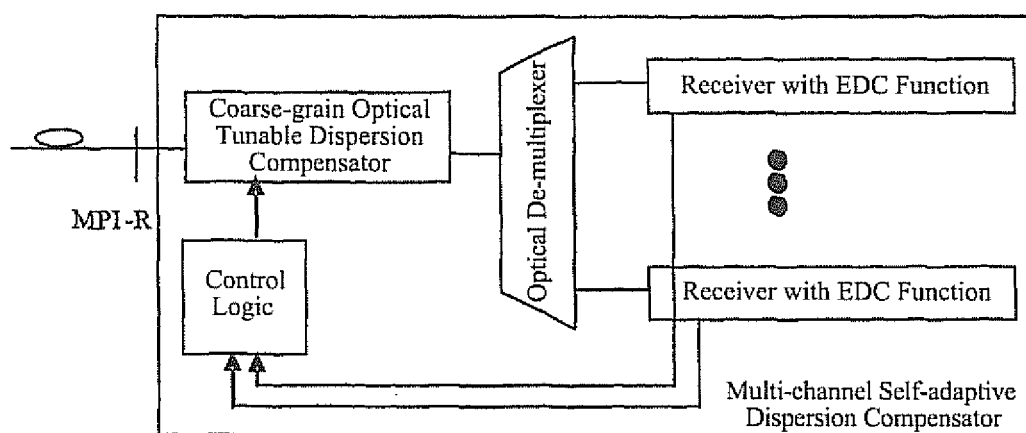 Coarse-grain Optical
Tunable Dispersion
Compensator
Receiver with EDC Function
Optical De-multiplexer
MPI-R
Control
Logic
Receiver with EDC Function
Multi-channel Self-adaptive
Dispersion Compensator